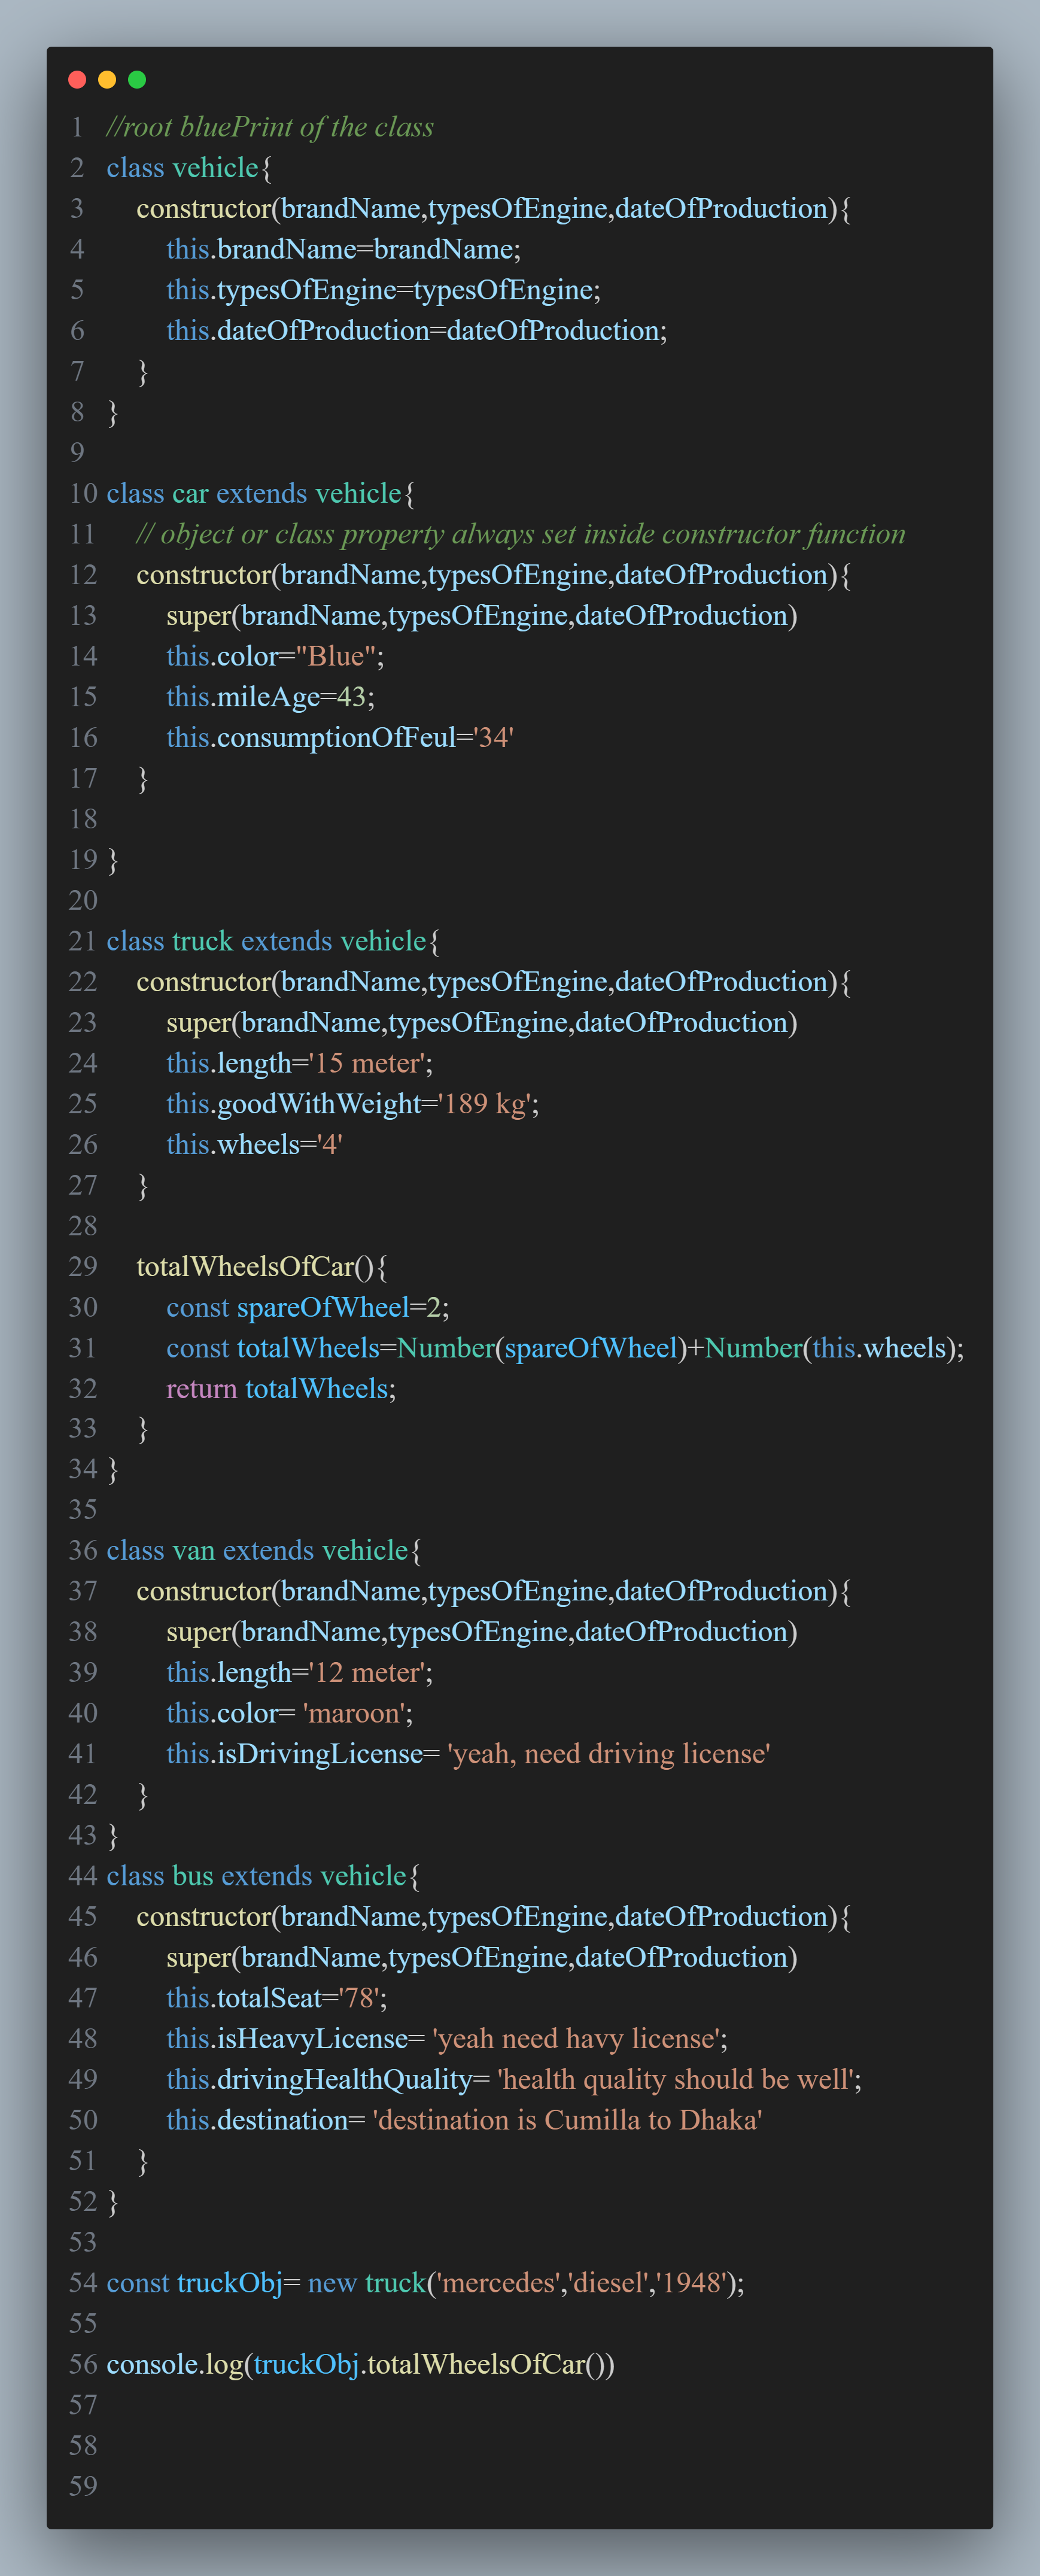 1 //root bluePrint of the class
2 class vehicle{
3     constructor(brandName,typesOfEngine,dateOfProduction){
4         this.brandName=brandName;
5         this.typesOfEngine=typesOfEngine;
6         this.dateOfProduction=dateOfProduction;
7     }
8 }
9
10 class car extends vehicle{
11     // object or class property always set inside constructor function
12     constructor(brandName,typesOfEngine,dateOfProduction){
13         super(brandName,typesOfEngine,dateOfProduction)
14         this.color="Blue";
15         this.mileAge=43;
16         this.consumptionOfFeul='34'
17     }
18
19 }
20
21 class truck extends vehicle{
22     constructor(brandName,typesOfEngine,dateOfProduction){
23         super(brandName,typesOfEngine,dateOfProduction)
24         this.length='15 meter';
25         this.goodWithWeight='189 kg';
26         this.wheels='4'
27     }
28
29     totalWheelsOfCar(){
30         const spareOfWheel=2;
31         const totalWheels=Number(spareOfWheel)+Number(this.wheels);
32         return totalWheels;
33     }
34 }
35
36 class van extends vehicle{
37     constructor(brandName,typesOfEngine,dateOfProduction){
38         super(brandName,typesOfEngine,dateOfProduction)
39         this.length='12 meter';
40         this.color= 'maroon';
41         this.isDrivingLicense= 'yeah, need driving license'
42     }
43 }
44 class bus extends vehicle{
45     constructor(brandName,typesOfEngine,dateOfProduction){
46         super(brandName,typesOfEngine,dateOfProduction)
47         this.totalSeat='78';
48         this.isHeavyLicense= 'yeah need havy license';
49         this.drivingHealthQuality= 'health quality should be well';
50         this.destination= 'destination is Cumilla to Dhaka'
51     }
52 }
53
54 const truckObj= new truck('mercedes','diesel','1948');
55
56 console.log(truckObj.totalWheelsOfCar())
57
58
59